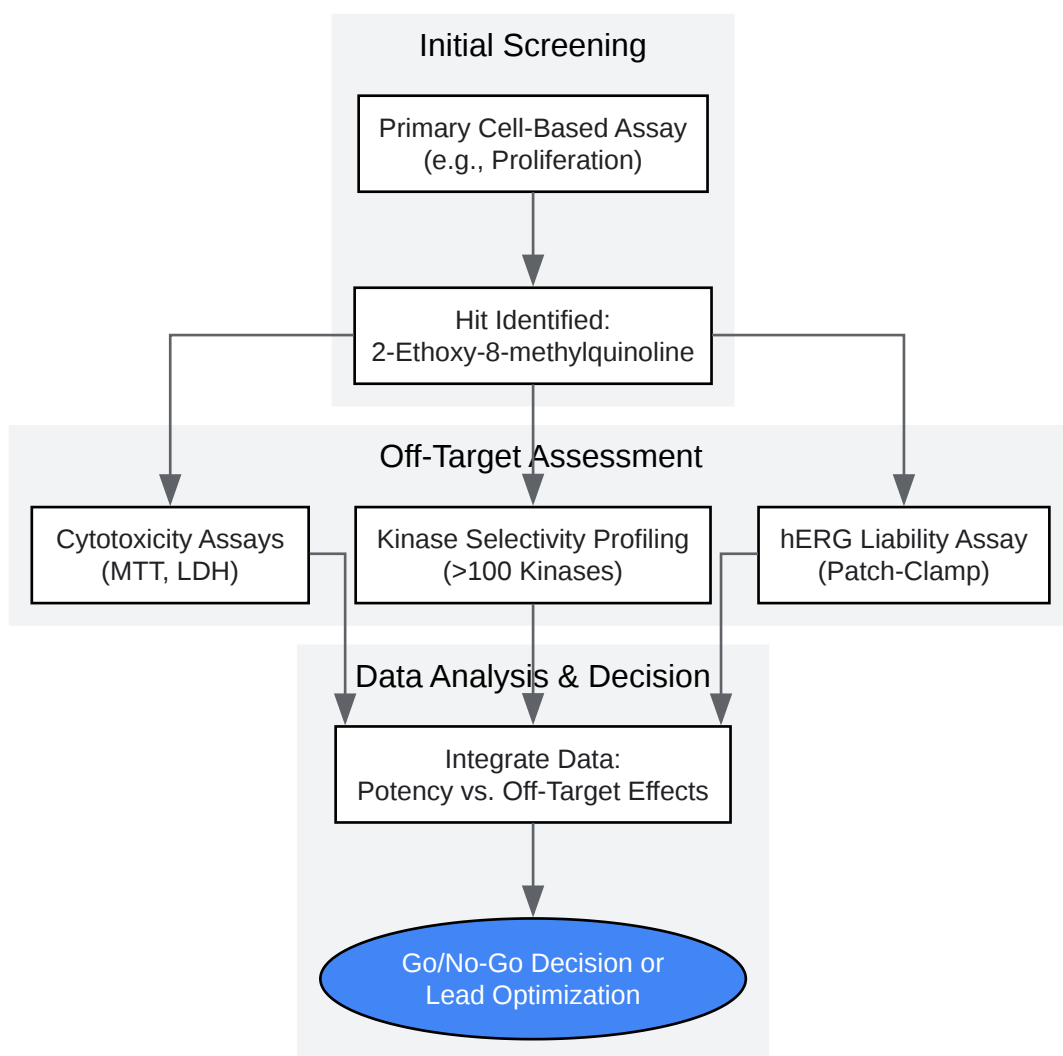 Initial Screening
Primary Cell-Based Assay
(e.g., Proliferation)
Hit Identified:
2-Ethoxy-8-methylquinoline
Off-Target Assessment
Cytotoxicity Assays
(MTT, LDH)
Kinase Selectivity Profiling
(>100 Kinases)
hERG Liability Assay
(Patch-Clamp)
Data Analysis & Decision
Integrate Data:
Potency vs. Off-Target Effects
Go/No-Go Decision or
Lead Optimization